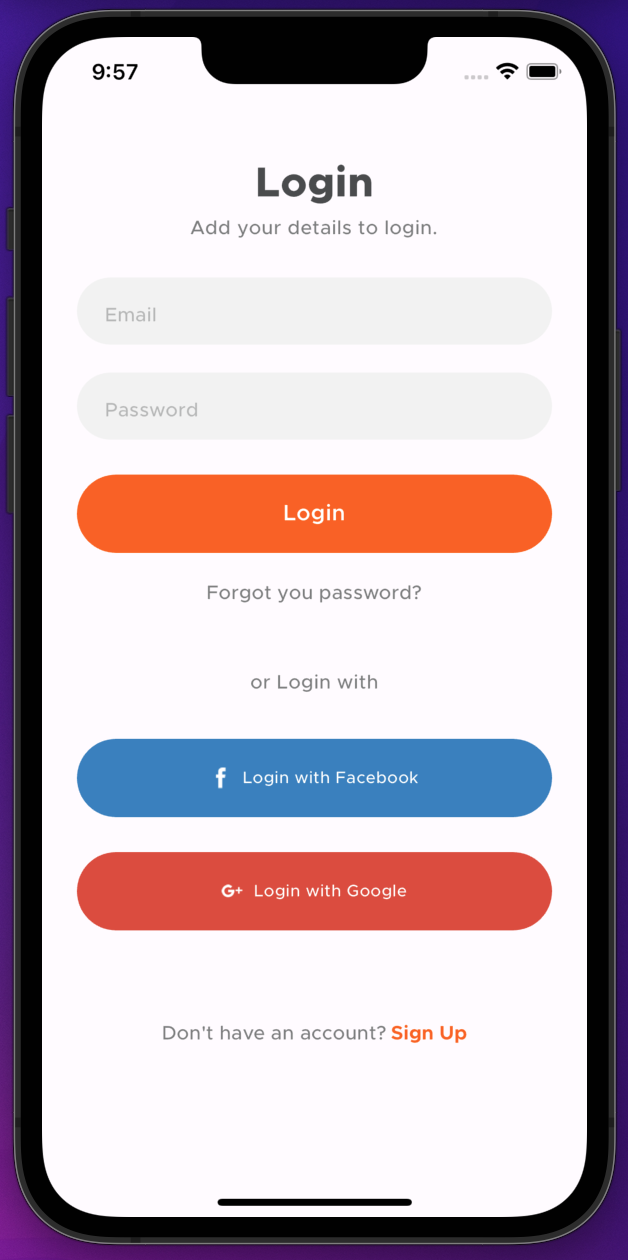 9:57
Login
Add your details to login.
Email
Password
Login
Forgot you password?
or Login with
f Login with Facebook
G+ Login with Google
Don't have an account? Sign Up